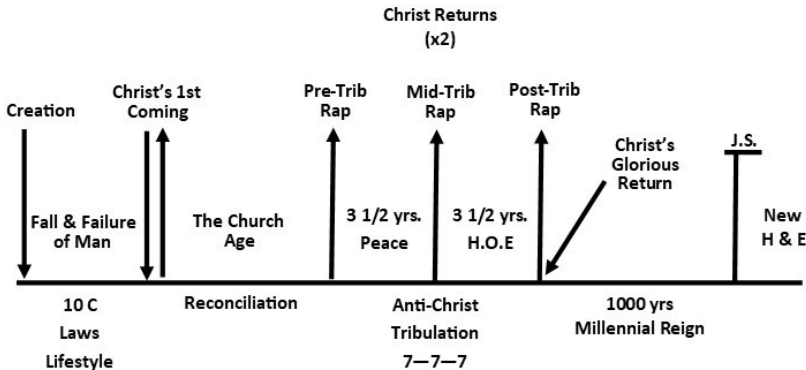 Christ Returns
(x2)
Creation
Christ's 1st
Coming
Pre-Trib
Rap
Mid-Trib
Rap
Post-Trib
Rap
Christ's
Glorious
Return
J.S.
Fall & Failure
of Man
The Church
Age
3 1/2 yrs.
Peace
3 1/2 yrs.
H.O.E
New
H & E
10 C
Laws
Lifestyle
Reconciliation
Anti-Christ
Tribulation
7—7—7
1000 yrs
Millennial Reign